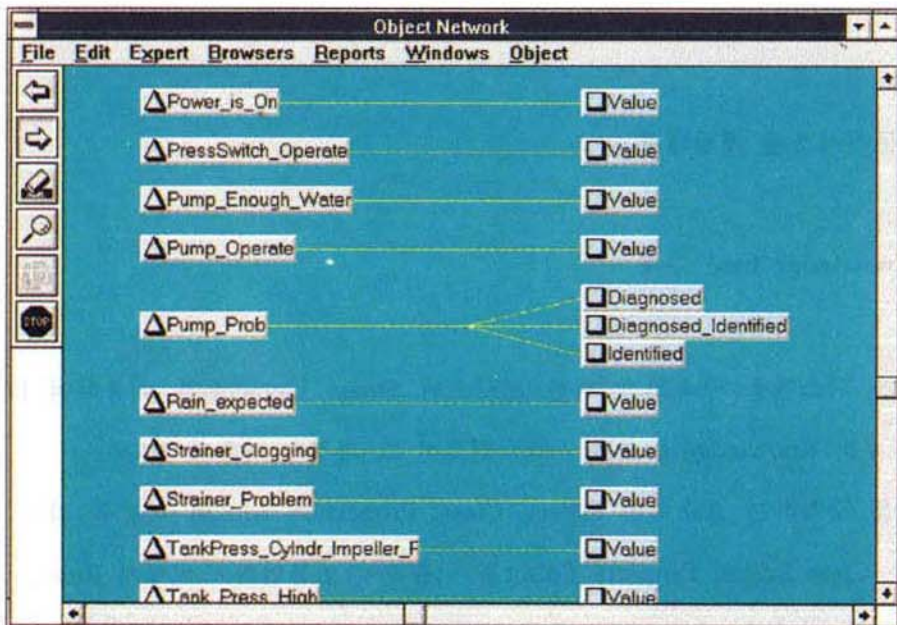 Object Network
File Edit Expert Browsers Reports Windows Object
Power_is_On Value
PressSwitch_Operate Value
Pump_Enough_Water Value
Pump_Operate Value
Diagnosed
Pump_Prob Diagnosed_Identified
Identified
Rain_expected Value
Strainer_Clogging Value
Strainer_Problem Value
TankPress_Cylndr_Impeller_F Value
Tank_Press_High Value
STOP